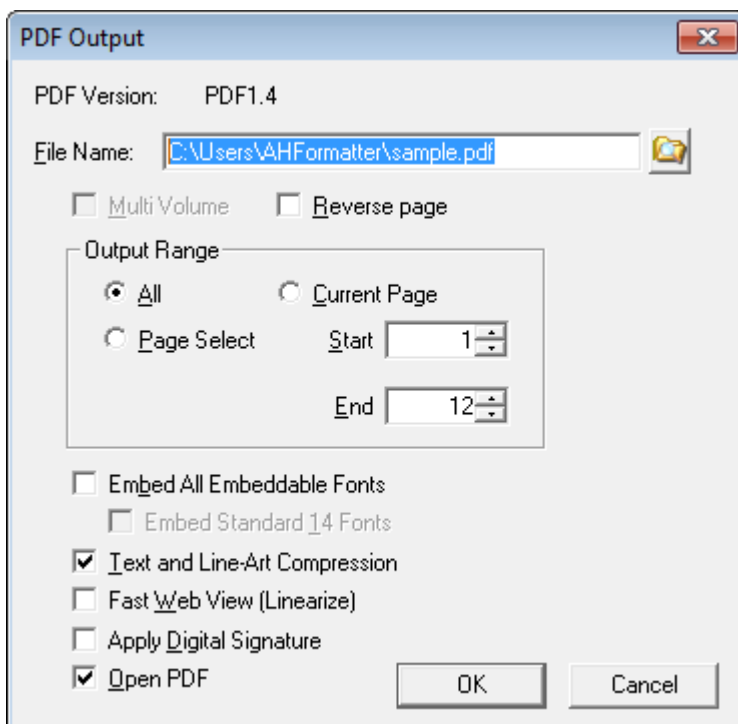 PDF Output
PDF Version: PDF1.4
File Name: C:\Users\AHFormatter\sample.pdf
Multi Volume Reverse page
Output Range
All Current Page
Page Select Start 1
End 12
Embed All Embeddable Fonts
Embed Standard 14 Fonts
Text and Line-Art Compression
Fast Web View (Linearize)
Apply Digital Signature
Open PDF OK Cancel